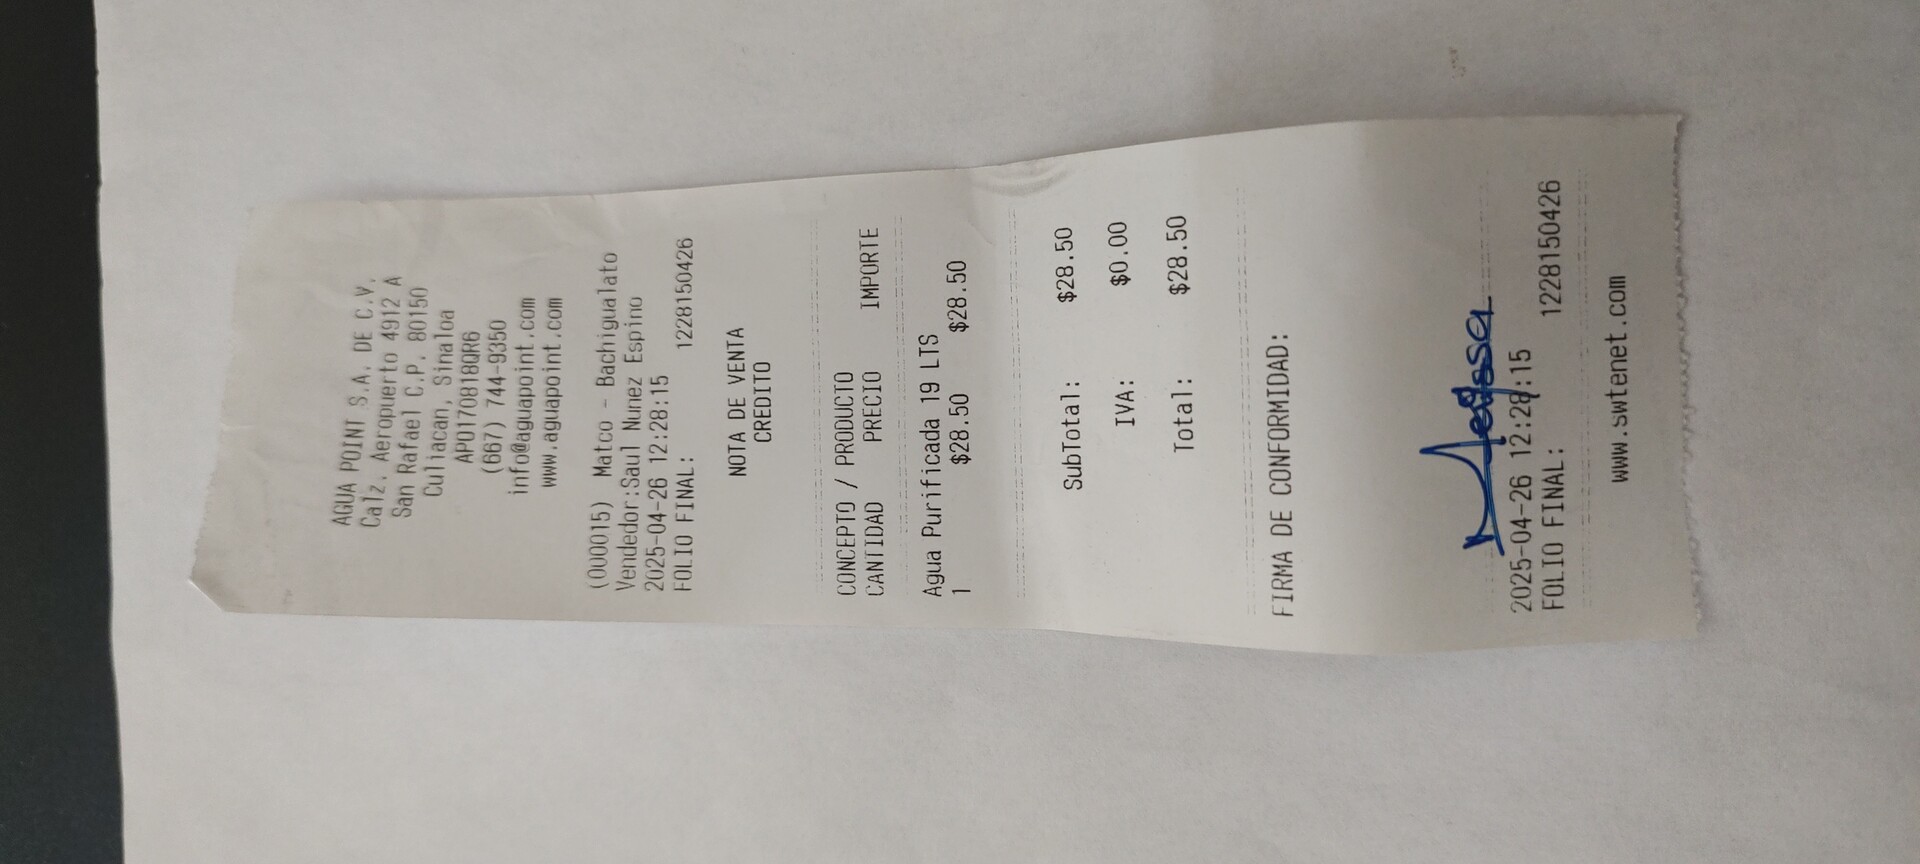 AGUA POINT S.A. DE C.V.
Calz. Aeropuerto 4912 A
San Rafael C.P. 80150
Culiacan, Sinaloa
APO170818QR6
(667) 744-9350
info@aguapoint.com
www.aguapoint.com
(000015) Matco - Bachigualato
Vendedor:Saul Nunez Espino
2025-04-26 12:28:15
FOLIO FINAL: 1228150426
NOTA DE VENTA
CREDITO
CONCEPTO / PRODUCTO
CANTIDAD PRECIO IMPORTE
Agua Purificada 19 LTS
1 $28.50 $28.50
SubTotal: $28.50
IVA: $0.00
Total: $28.50
FIRMA DE CONFORMIDAD:
2025-04-26 12:28:15
FOLIO FINAL: 1228150426
www.swtenet.com